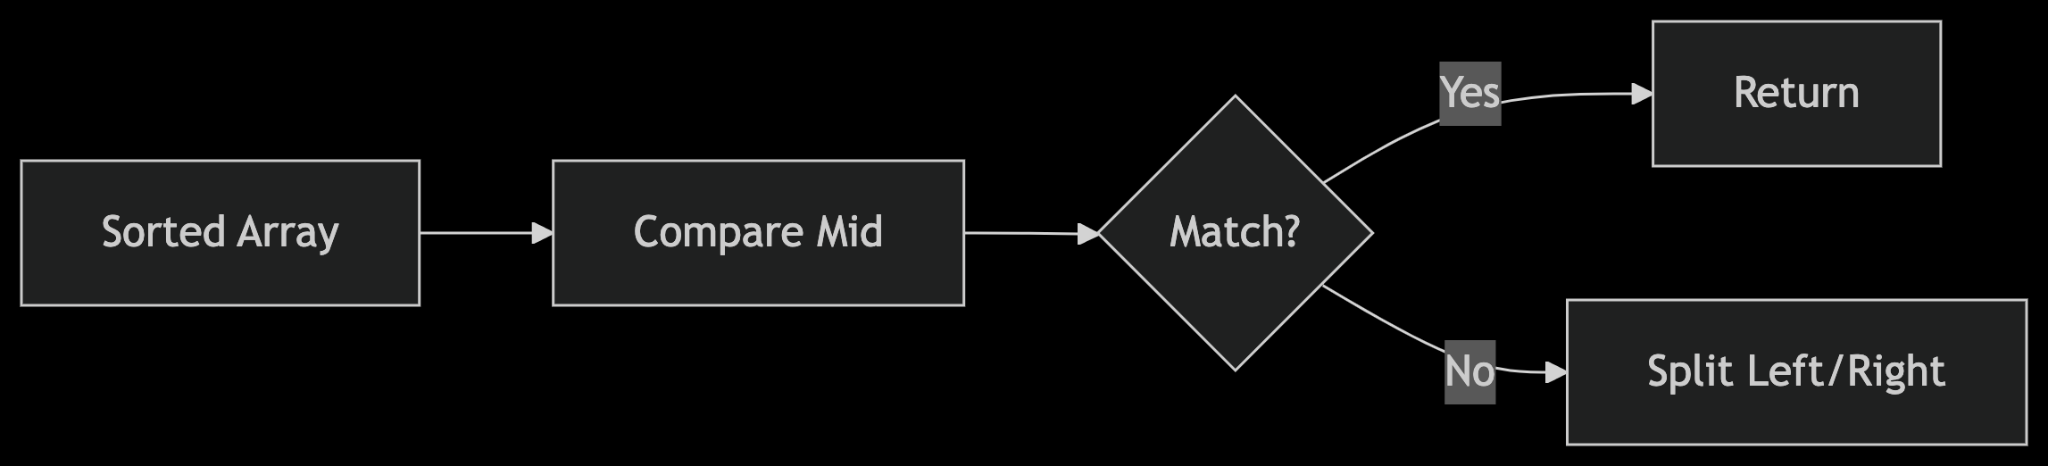 Sorted Array
Compare Mid
Match?
Yes
Return
No
Split Left/Right